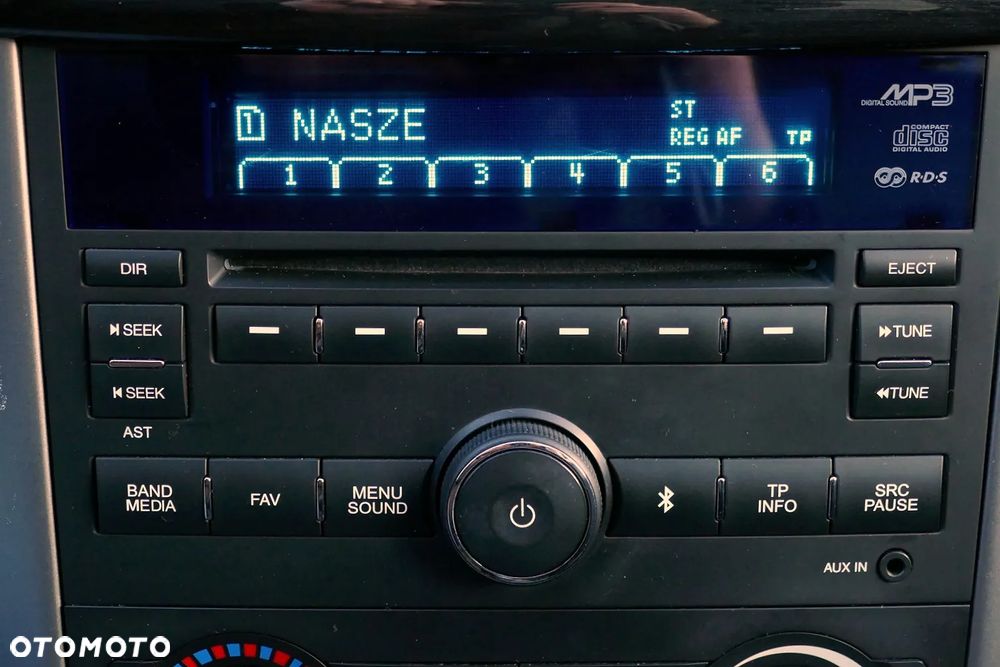 1 NASZE
ST
REG AF TP
1 2 3 4 5 6
DIGITAL SOUND MP3
COMPACT
disc
DIGITAL AUDIO
R·D·S
DIR
EJECT
SEEK
TUNE
SEEK
TUNE
AST
BAND
MEDIA
FAV
MENU
SOUND
TP
INFO
SRC
PAUSE
AUX IN
OTOMOTO